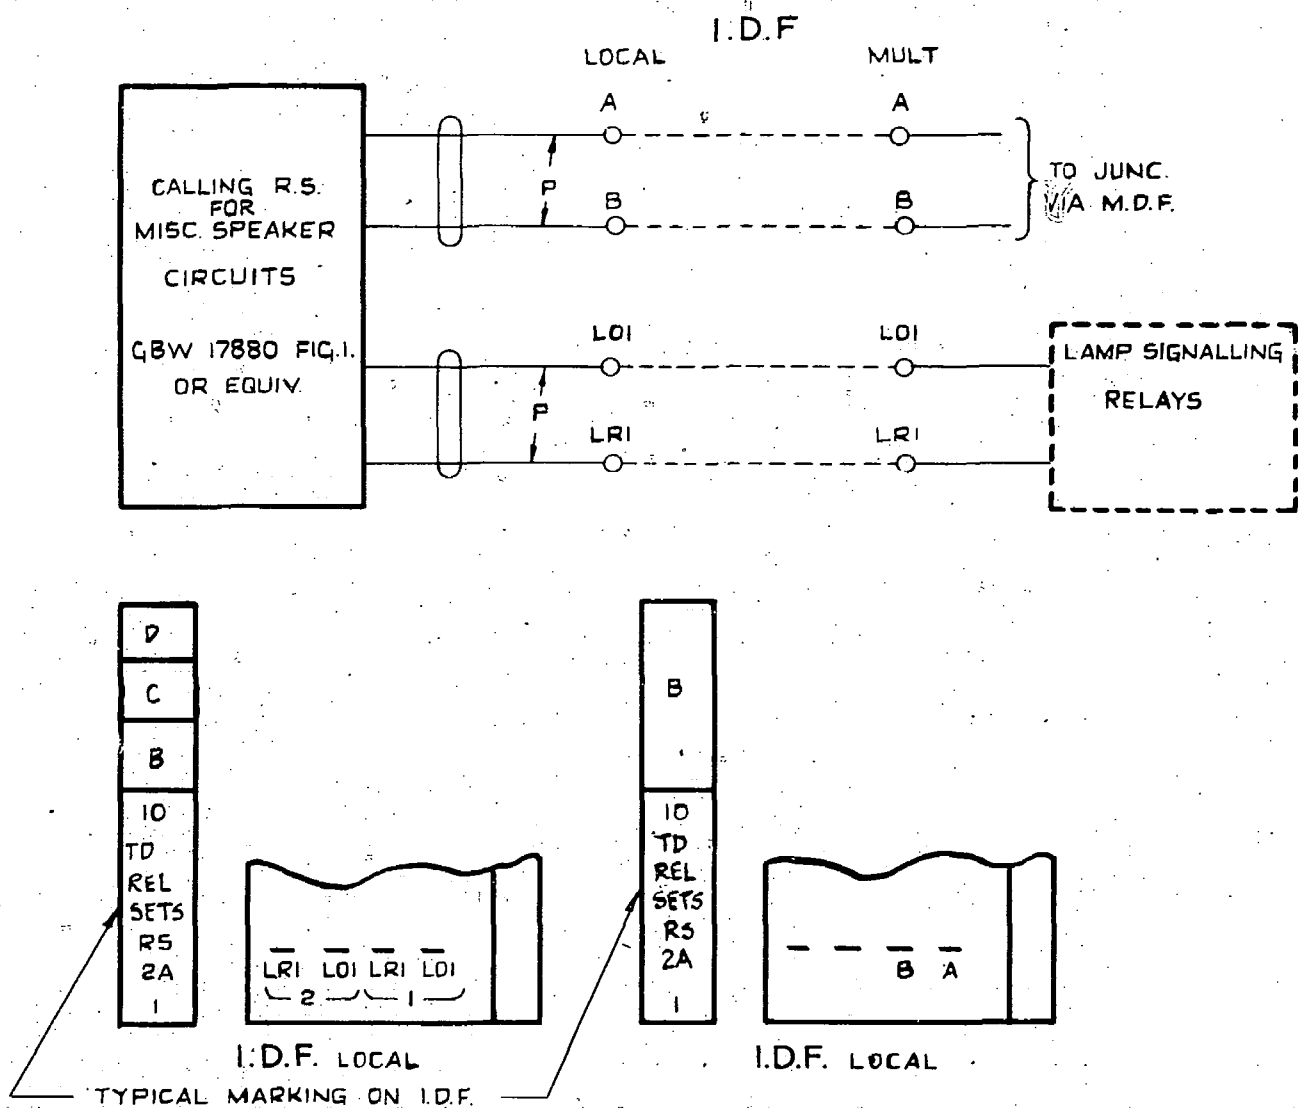 I.D.F
LOCAL
MULT
A
A
CALLING R.S.
FOR
MISC. SPEAKER
CIRCUITS
GBW 17880 FIG.1.
OR EQUIV.
P
B
B
TO JUNC.
VIA M.D.F.
LO1
LO1
P
LR1
LR1
LAMP SIGNALLING
RELAYS
D
C
B
10
TD
REL
SETS
RS
2A
1
LR1 LO1 LR1 LO1
2 1
I.D.F. LOCAL
B
10
TD
REL
SETS
RS
2A
1
B A
I.D.F. LOCAL
TYPICAL MARKING ON I.D.F.